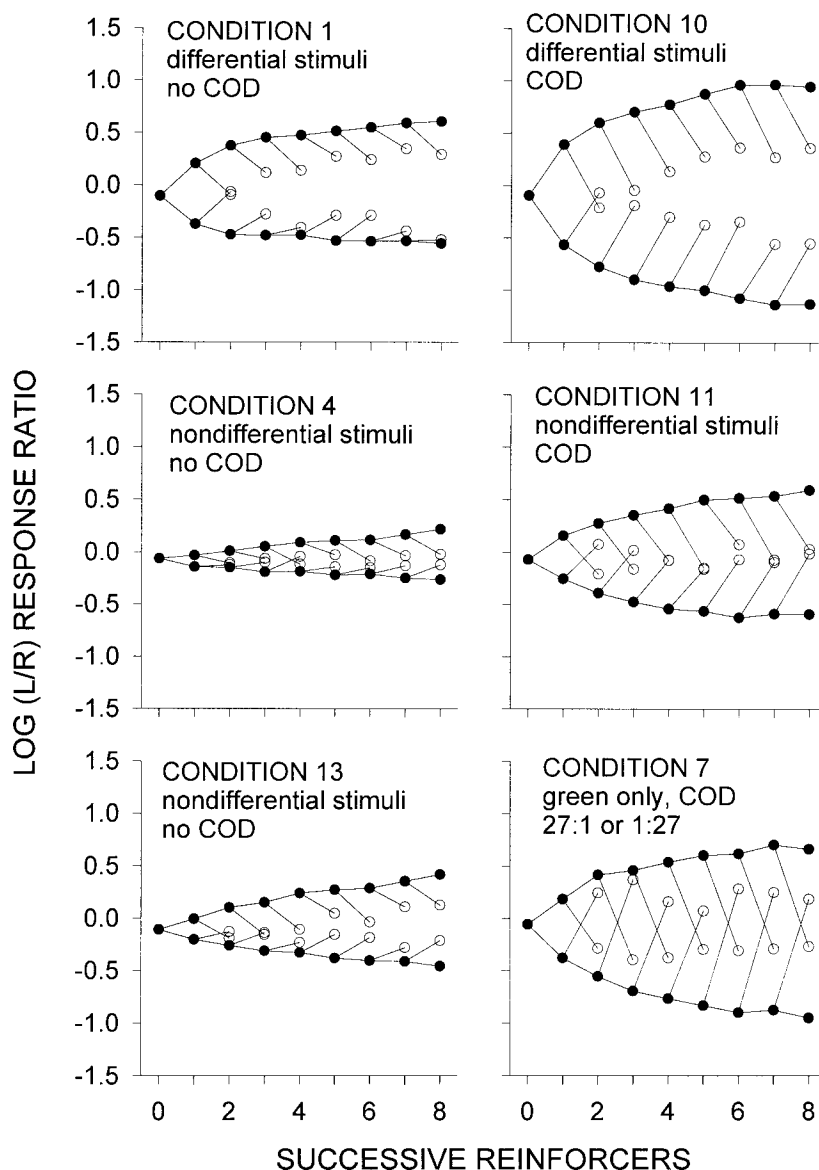 CONDITION 1
differential stimuli
no COD
1.5
1.0
0.5
0.0
-0.5
-1.0
-1.5
CONDITION 10
differential stimuli
COD
CONDITION 4
nondifferential stimuli
no COD
1.5
1.0
0.5
0.0
-0.5
-1.0
-1.5
CONDITION 11
nondifferential stimuli
COD
LOG (L/R) RESPONSE RATIO
CONDITION 13
nondifferential stimuli
no COD
1.5
1.0
0.5
0.0
-0.5
-1.0
-1.5
0 2 4 6 8
CONDITION 7
green only, COD
27:1 or 1:27
0 2 4 6 8
SUCCESSIVE REINFORCERS